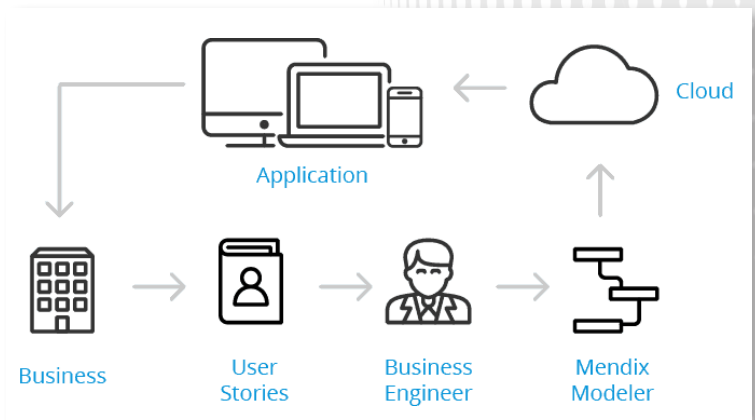 Cloud
Application
Business
User
Stories
Business
Engineer
Mendix
Modeler